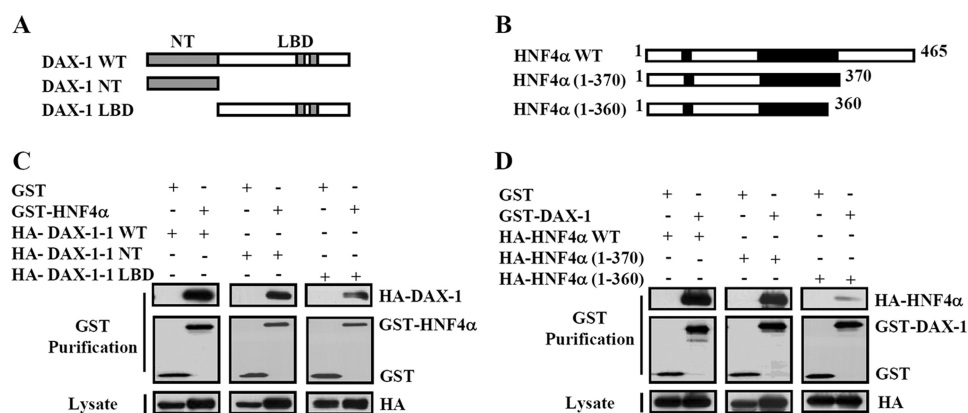 A
NT LBD
DAX-1 WT
DAX-1 NT
DAX-1 LBD
B
HNF4α WT 1 465
HNF4α (1-370) 1 370
HNF4α (1-360) 1 360
C
GST + - + - + -
GST-HNF4α - + - + - +
HA- DAX-1-1 WT + +
HA- DAX-1-1 NT + +
HA- DAX-1-1 LBD + +
HA-DAX-1
GST Purification
GST-HNF4α
GST
Lysate HA
D
GST + - + - + -
GST-DAX-1 - + - + - +
HA-HNF4α WT + +
HA-HNF4α (1-370) + +
HA-HNF4α (1-360) + +
HA-HNF4α
GST Purification
GST-DAX-1
GST
Lysate HA